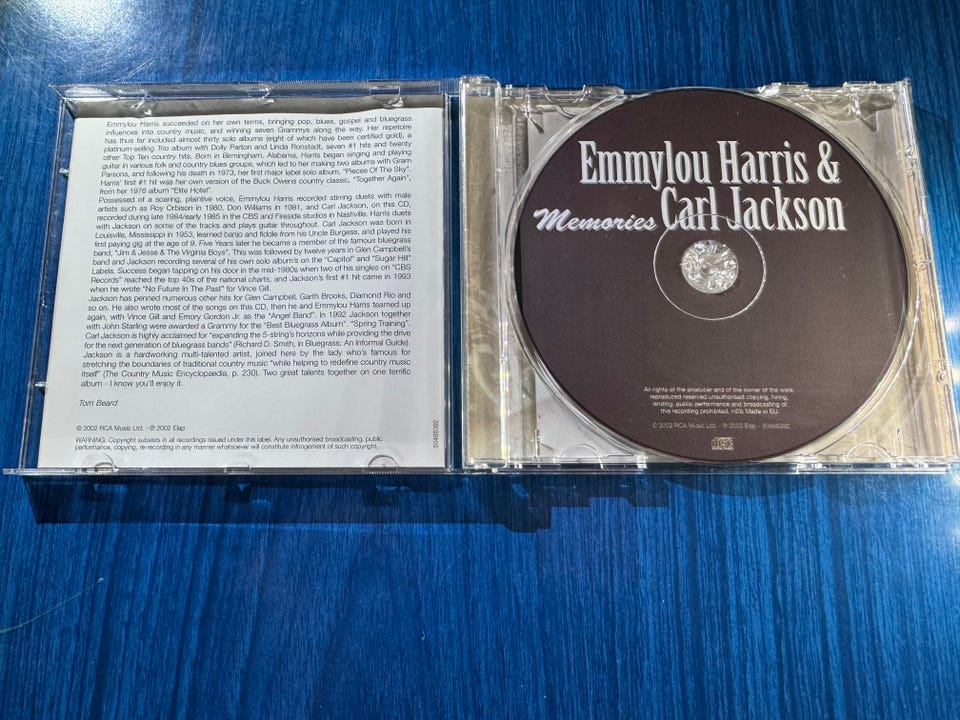 Emmylou Harris succeeded on her own terms, bringing pop, blues, gospel and bluegrass
influences into country music, and winning seven Grammys along the way. Her repertoire
has thus far included almost thirty solo albums (eight of which have been certified gold), a
platinum-selling Trio album with Dolly Parton and Linda Ronstadt, seven #1 hits and twenty
other Top Ten country hits. Born in Birmingham, Alabama, Harris began singing and playing
guitar in various folk and country blues groups, which led to her making two albums with Gram
Parsons, and following his death in 1973, her first major label solo album, "Pieces Of The Sky".
Harris' first #1 hit was her own version of the Buck Owens country classic, "Together Again",
from her 1976 album "Elite Hotel".
Possessed of a soaring, plaintive voice, Emmylou Harris recorded stirring duets with male
artists such as Roy Orbison in 1980, Don Williams in 1981, and Carl Jackson, on this CD,
recorded during late 1984/early 1985 in the CBS and Fireside studios in Nashville. Harris duets
with Jackson on some of the tracks and plays guitar throughout. Carl Jackson was born in
Louisville, Mississippi in 1953, learned banjo and fiddle from his Uncle Burgess, and played his
first paying gig at the age of 9. Five Years later he became a member of the famous bluegrass
band, "Jim & Jesse & The Virginia Boys". This was followed by twelve years in Glen Campbell's
band and Jackson recording several of his own solo album's on the "Capitol" and "Sugar Hill"
Labels. Success began tapping on his door in the mid-1980s when two of his singles on "CBS
Records" reached the top 40s of the national charts, and Jackson's first #1 hit came in 1993
when he wrote "No Future In The Past" for Vince Gill.
Jackson has penned numerous other hits for Glen Campbell, Garth Brooks, Diamond Rio and
so on. He also wrote most of the songs on this CD, then he and Emmylou Harris teamed up
again, with Vince Gill and Emory Gordon Jr. as the "Angel Band". In 1992 Jackson together
with John Starling were awarded a Grammy for the "Best Bluegrass Album". "Spring Training".
Carl Jackson is highly acclaimed for "expanding the 5-string's horizons while providing the drive
for the next generation of bluegrass bands" (Richard D. Smith, in Bluegrass: An Informal Guide).
Jackson is a hardworking multi-talented artist, joined here by the lady who's famous for
stretching the boundaries of traditional country music "while helping to redefine country music
itself" (The Country Music Encyclopaedia, p. 230). Two great talents together on one terrific
album - I know you'll enjoy it.
Tom Beard
© 2002 RCA Music Ltd. - ℗ 2002 Elap
WARNING: Copyright subsists in all recordings issued under this label. Any unauthorised broadcasting, public
performance, copying, re-recording in any manner whatsoever will constitute infringement of such copyright.
50486392
Emmylou Harris &
Memories Carl Jackson
All rights of the producer and of the owner of the work
reproduced reserved unauthorised copying, hiring,
lending, public performance and broadcasting of
this recording prohibited. n©b Made in EU.
© 2002 RCA Music Ltd. - ℗ 2002 Elap - 50486392